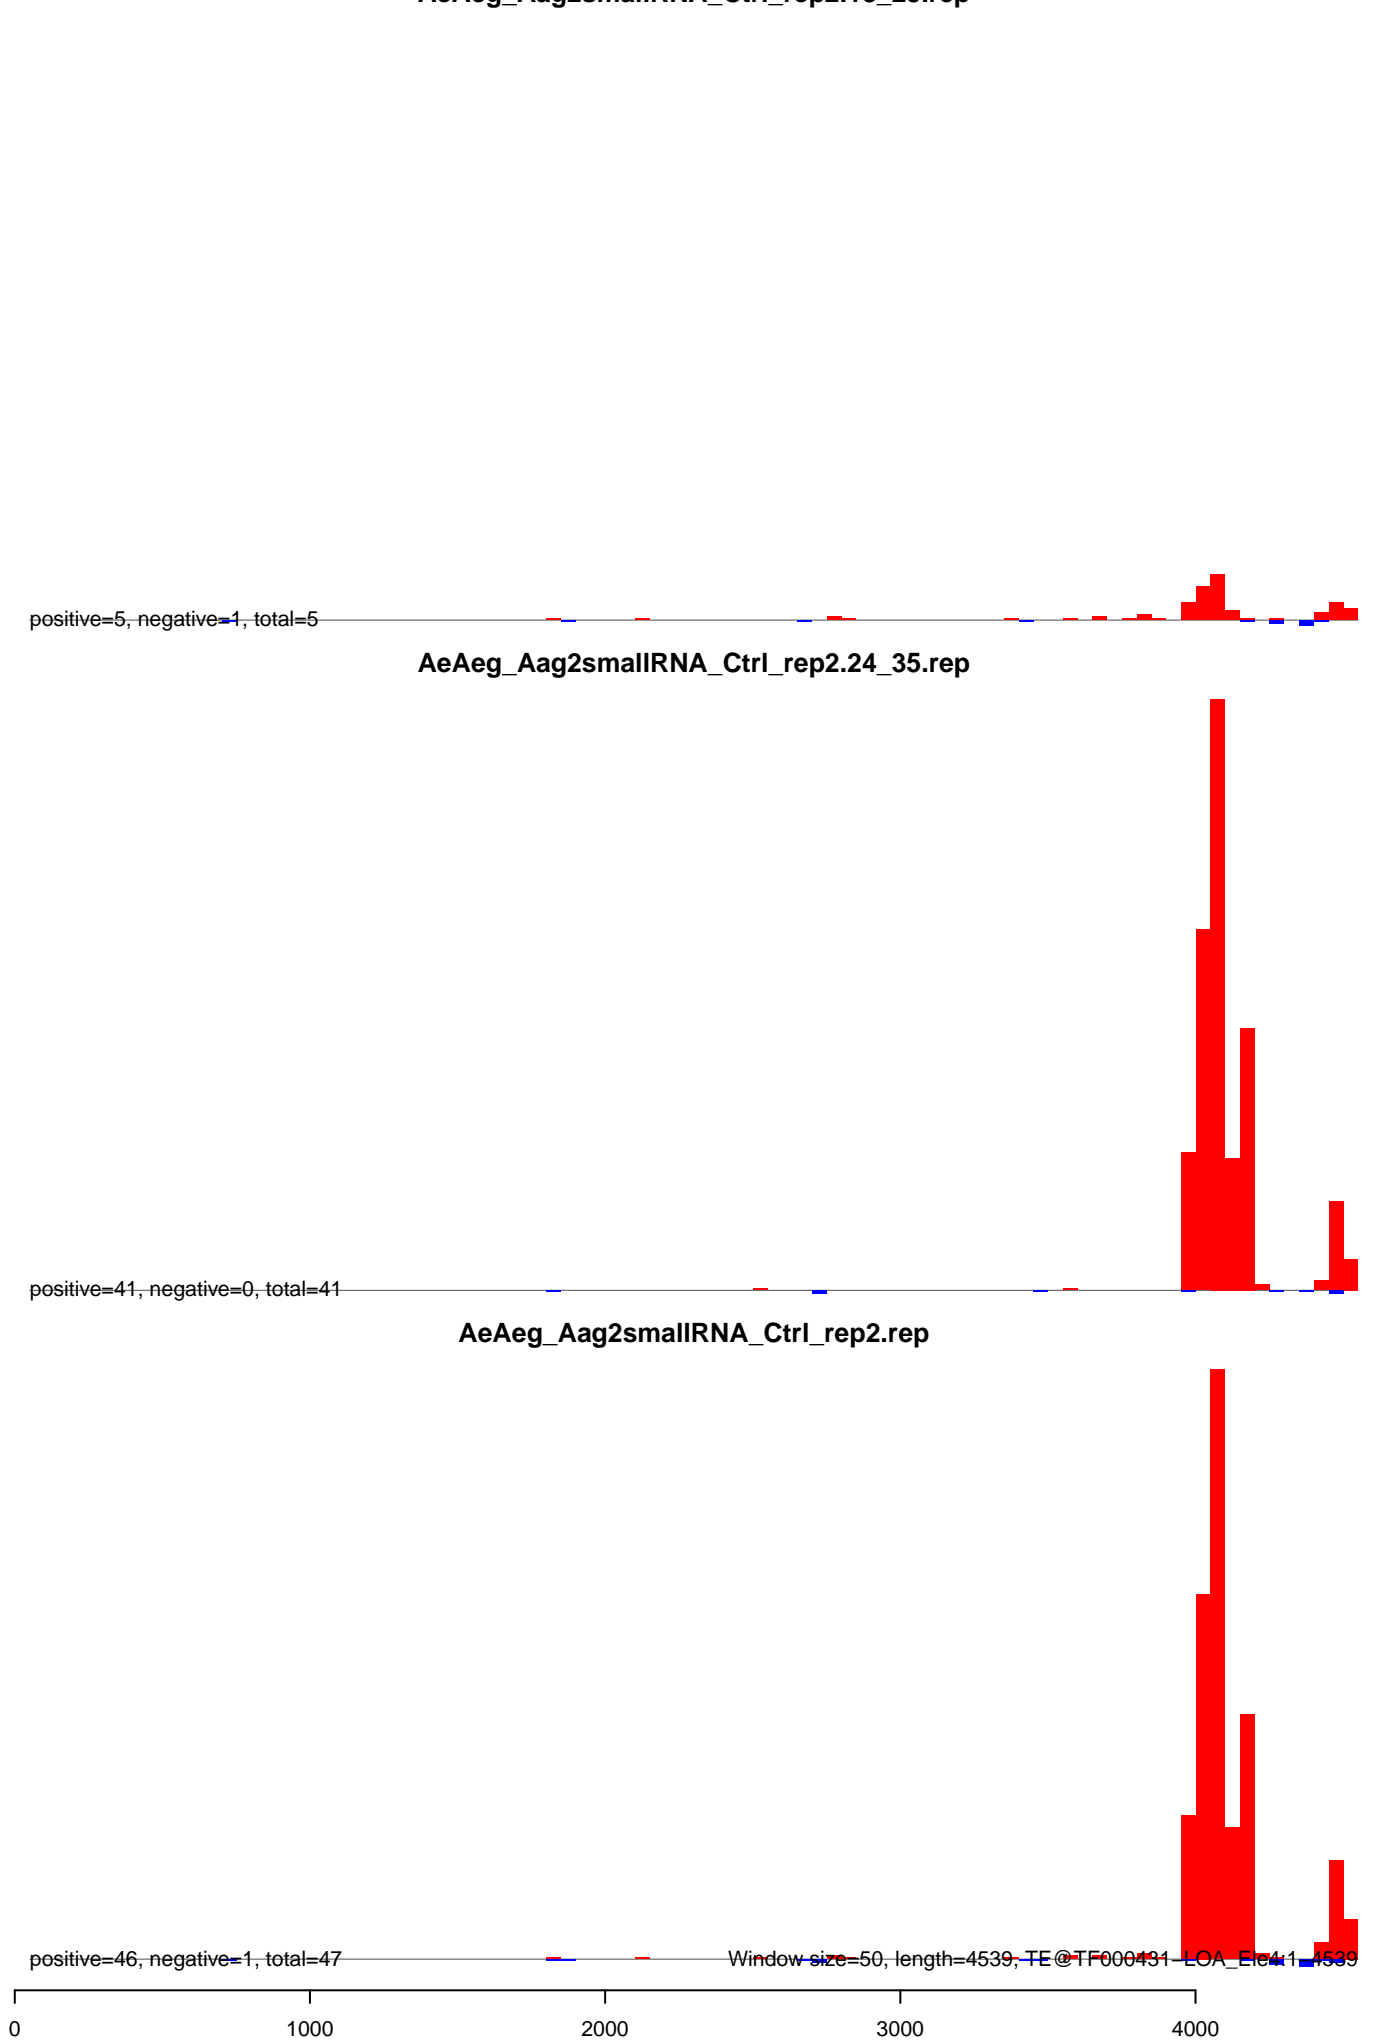 positive=5, negative=1, total=5
AeAeg_Aag2smallRNA_Ctrl_rep2.24_35.rep
positive=41, negative=0, total=41
AeAeg_Aag2smallRNA_Ctrl_rep2.rep
positive=46, negative=1, total=47
Window size=50, length=4539, TE@TF000431-LOA_Ele4:1-4539
0 1000 2000 3000 4000